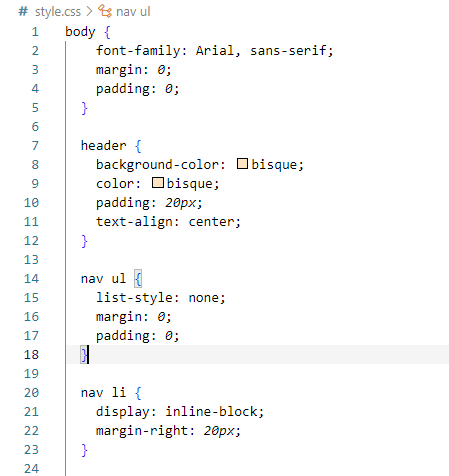 # style.css > nav ul
1 body {
2 font-family: Arial, sans-serif;
3 margin: 0;
4 padding: 0;
5 }
6
7 header {
8 background-color: bisque;
9 color: bisque;
10 padding: 20px;
11 text-align: center;
12 }
13
14 nav ul {
15 list-style: none;
16 margin: 0;
17 padding: 0;
18 }
19
20 nav li {
21 display: inline-block;
22 margin-right: 20px;
23 }
24